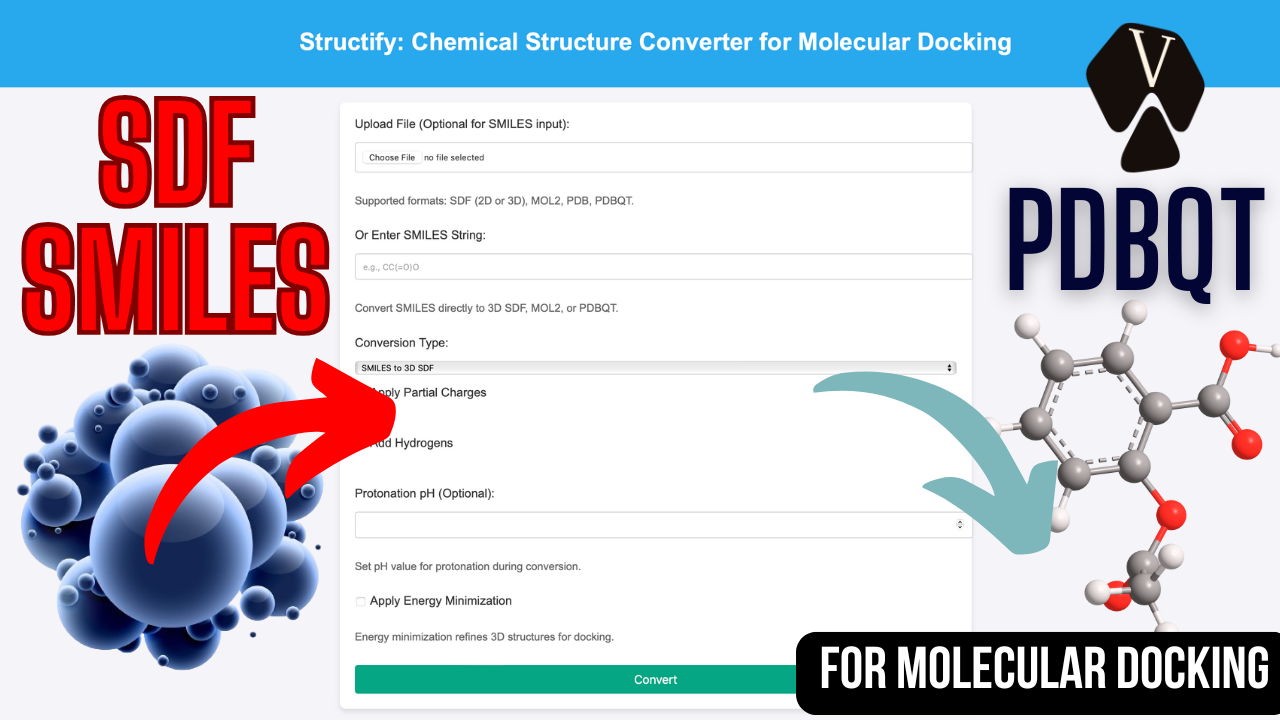 Structify: Chemical Structure Converter for Molecular Docking
V
SDF
SMILES
Upload File (Optional for SMILES input):
Choose File no file selected
Supported formats: SDF (2D or 3D), MOL2, PDB, PDBQT.
Or Enter SMILES String:
e.g., CC(=O)O
Convert SMILES directly to 3D SDF, MOL2, or PDBQT.
Conversion Type:
SMILES to 3D SDF
Partial Charges
Hydrogens
Protonation pH (Optional):
Set pH value for protonation during conversion.
Apply Energy Minimization
Energy minimization refines 3D structures for docking.
Convert
PDBQT
FOR MOLECULAR DOCKING